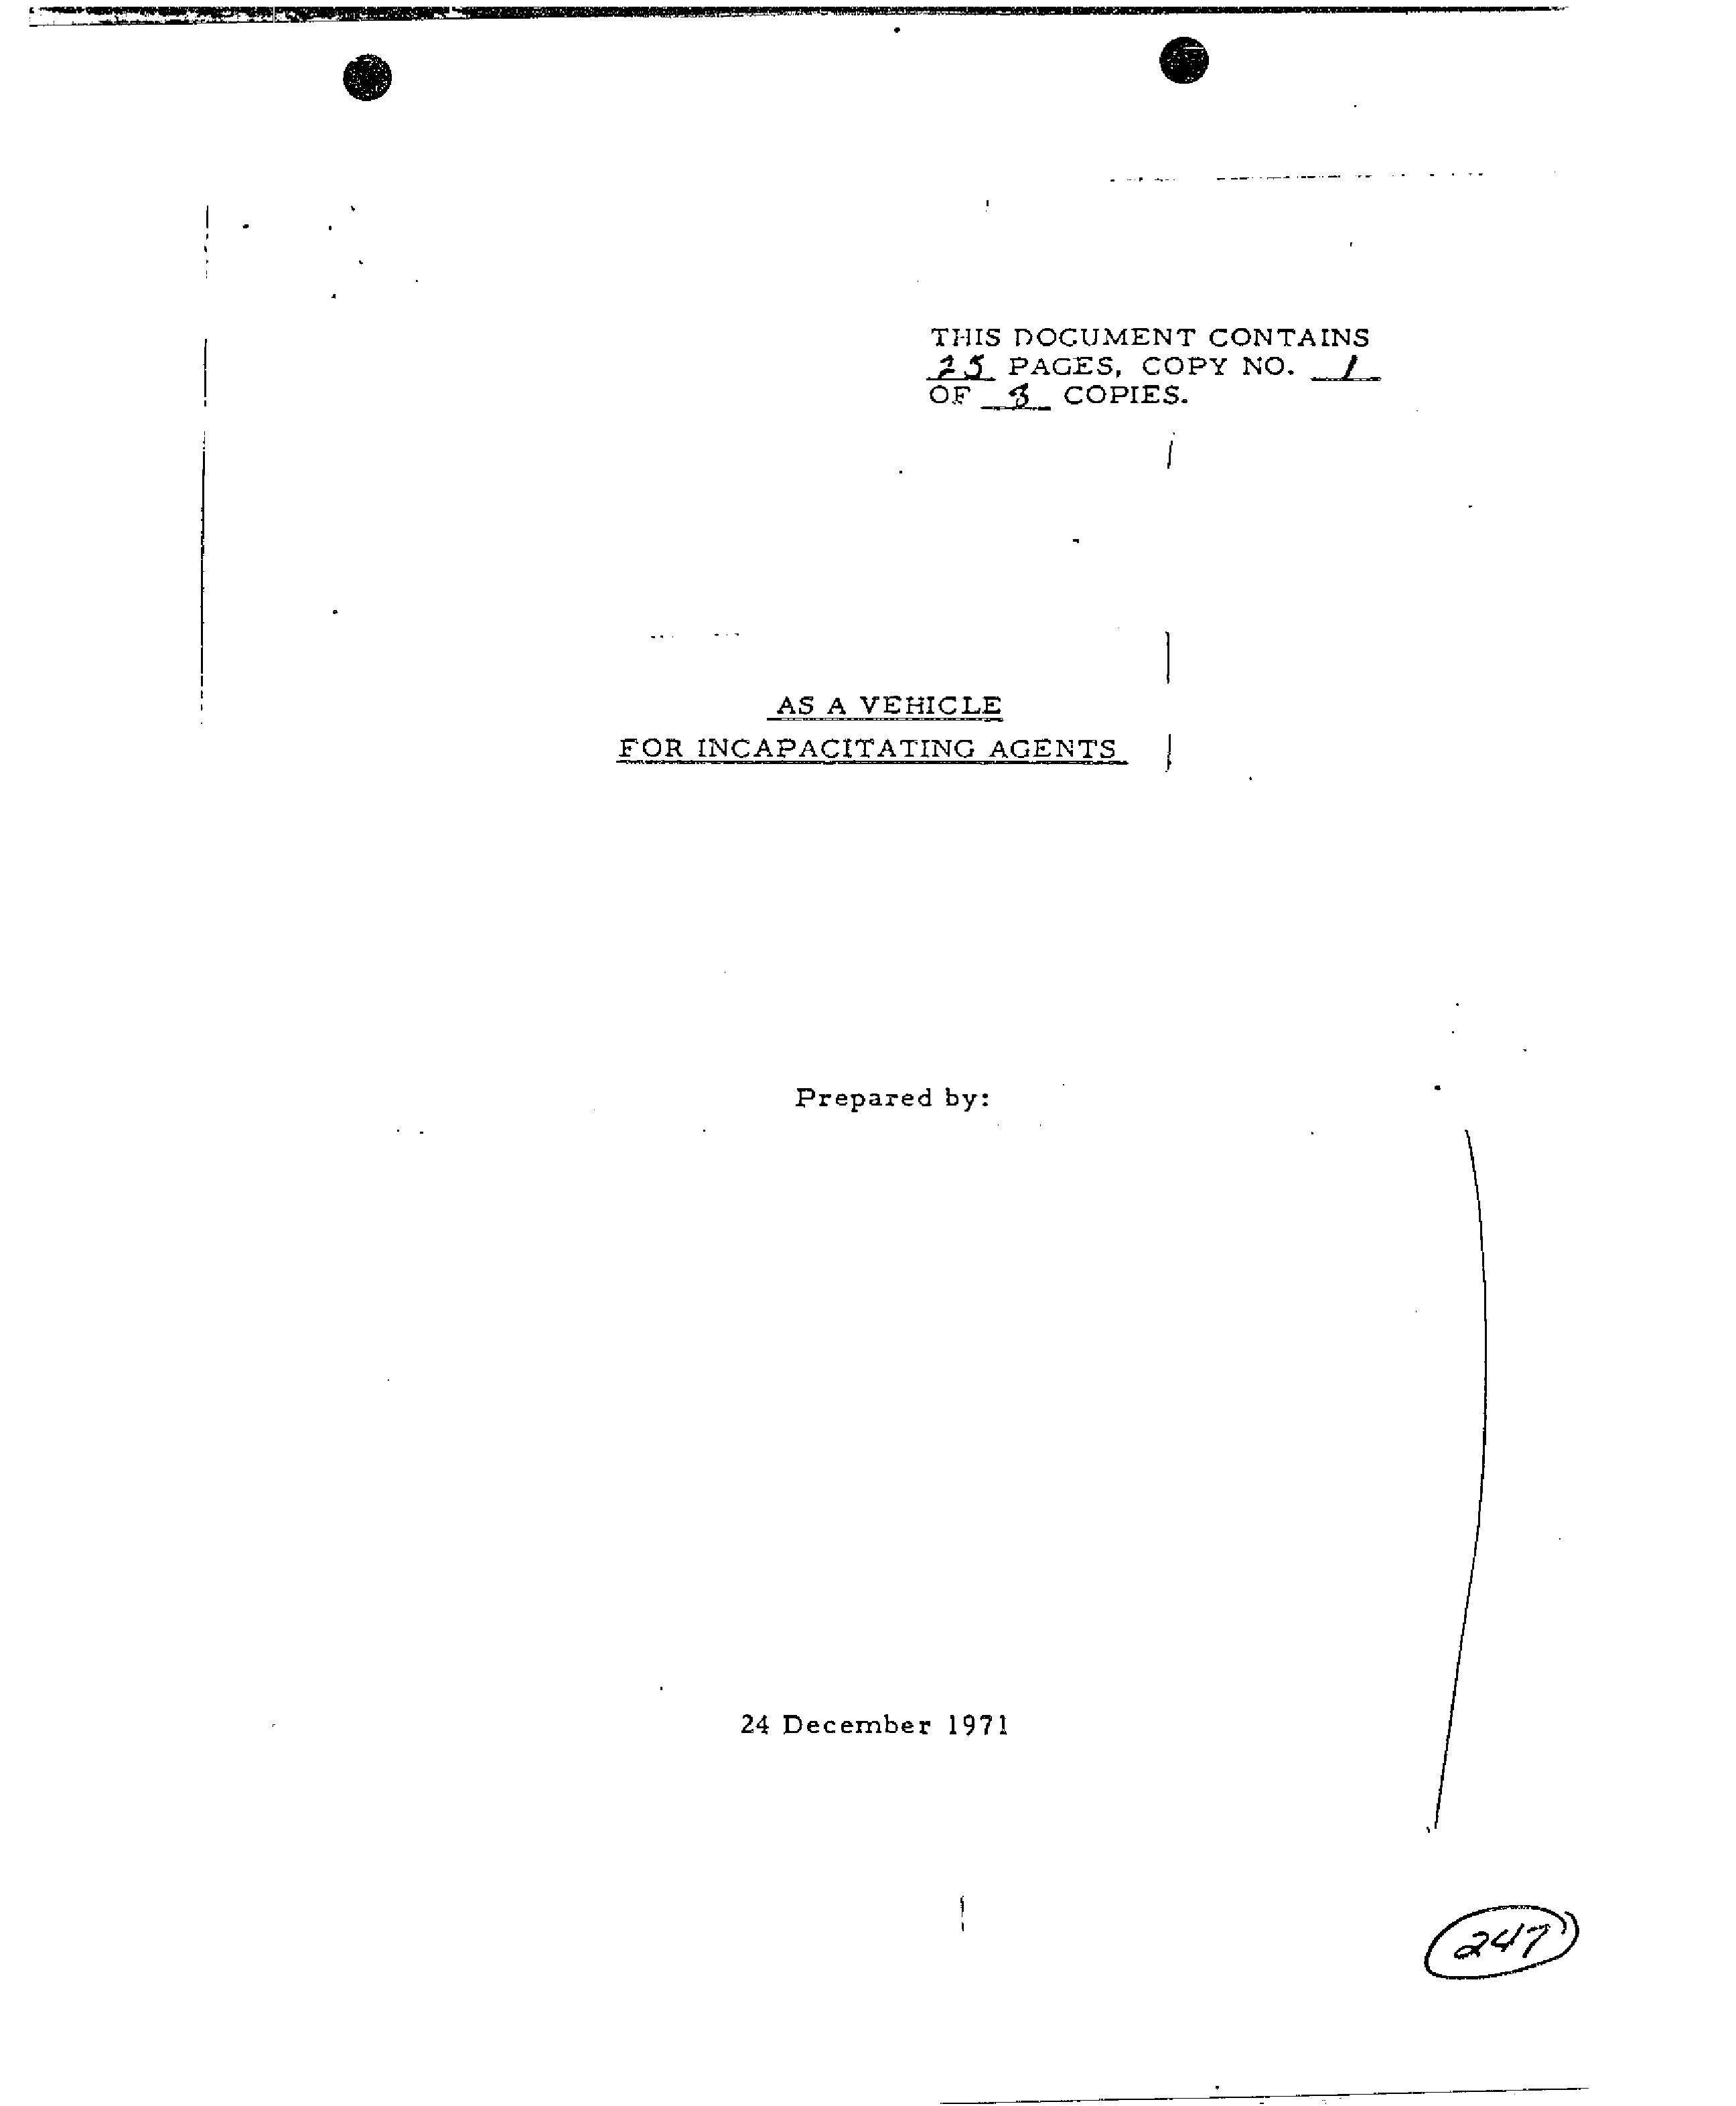 THIS DOCUMENT CONTAINS
25 PAGES, COPY NO. 1
OF 3 COPIES.
AS A VEHICLE
FOR INCAPACITATING AGENTS
Prepared by:
24 December 1971
247